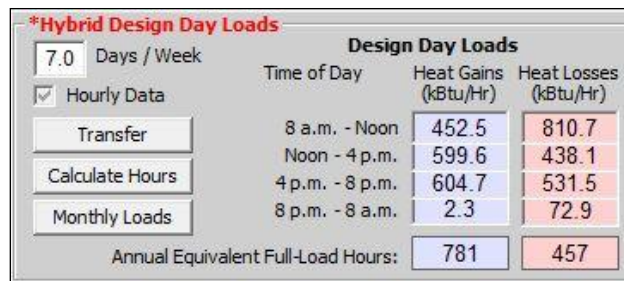 *Hybrid Design Day Loads
7.0 Days / Week
Design Day Loads
Time of Day Heat Gains Heat Losses
(kBtu/Hr) (kBtu/Hr)
Hourly Data
Transfer
8 a.m. - Noon 452.5 810.7
Noon - 4 p.m. 599.6 438.1
Calculate Hours
4 p.m. - 8 p.m. 604.7 531.5
Monthly Loads
8 p.m. - 8 a.m. 2.3 72.9
Annual Equivalent Full-Load Hours: 781 457